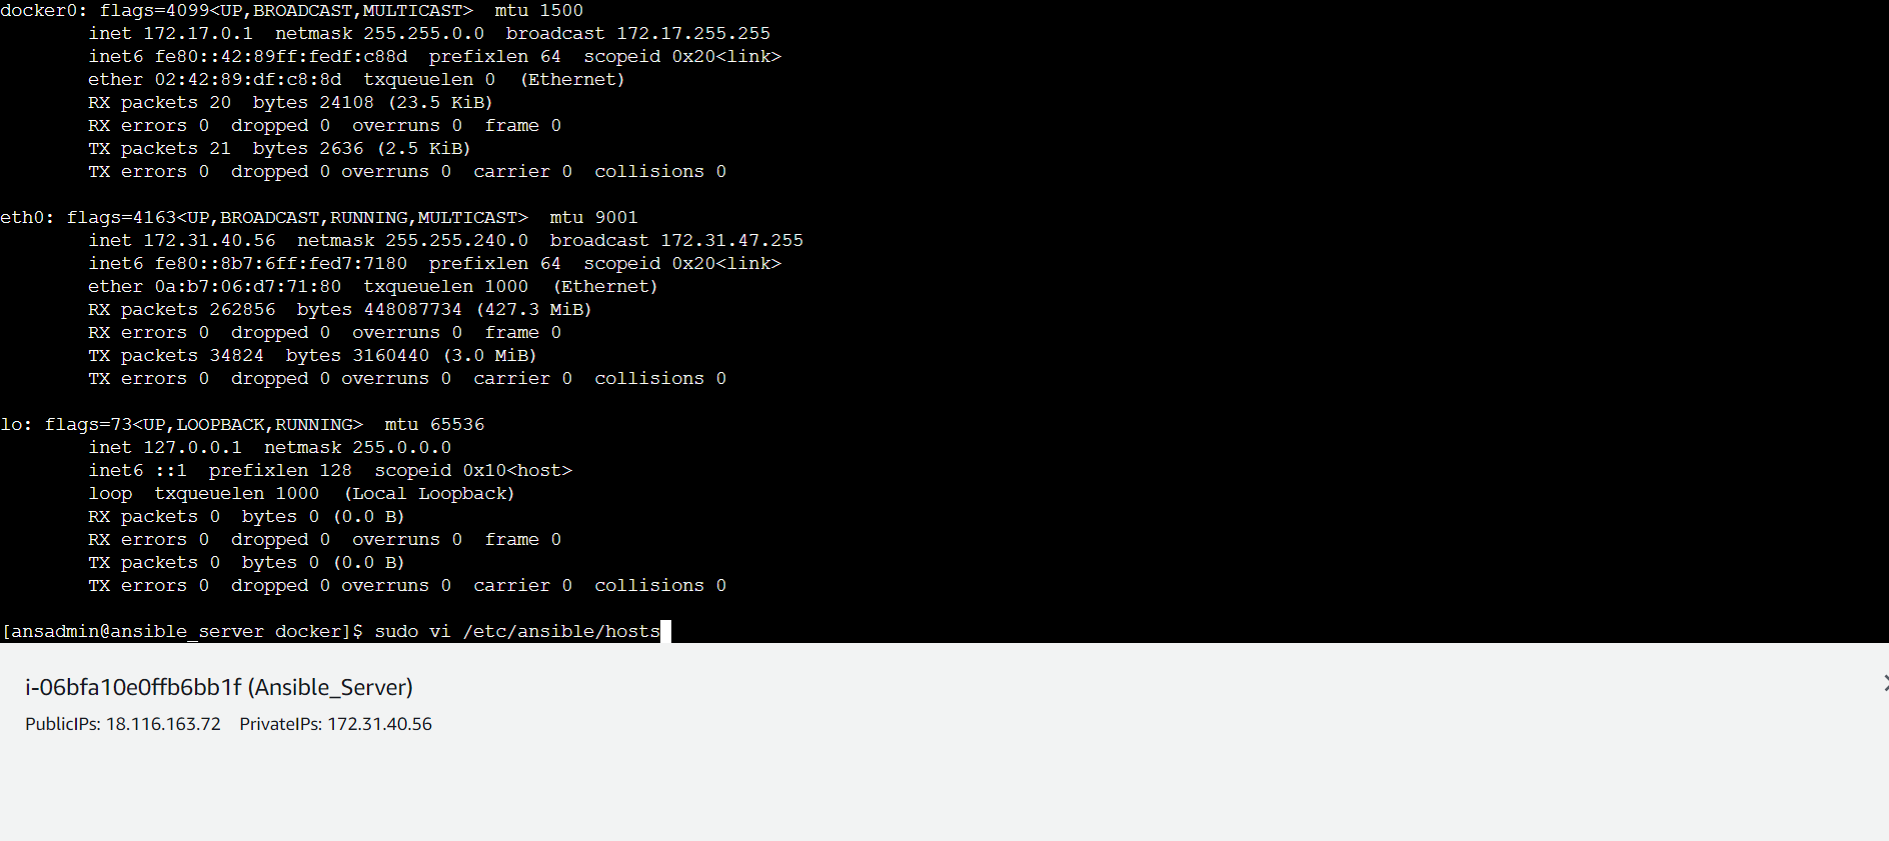 docker0: flags=4099<UP,BROADCAST,MULTICAST>  mtu 1500
        inet 172.17.0.1  netmask 255.255.0.0  broadcast 172.17.255.255
        inet6 fe80::42:89ff:fedf:c88d  prefixlen 64  scopeid 0x20<link>
        ether 02:42:89:df:c8:8d  txqueuelen 0  (Ethernet)
        RX packets 20  bytes 24108 (23.5 KiB)
        RX errors 0  dropped 0  overruns 0  frame 0
        TX packets 21  bytes 2636 (2.5 KiB)
        TX errors 0  dropped 0 overruns 0  carrier 0  collisions 0

eth0: flags=4163<UP,BROADCAST,RUNNING,MULTICAST>  mtu 9001
        inet 172.31.40.56  netmask 255.255.240.0  broadcast 172.31.47.255
        inet6 fe80::8b7:6ff:fed7:7180  prefixlen 64  scopeid 0x20<link>
        ether 0a:b7:06:d7:71:80  txqueuelen 1000  (Ethernet)
        RX packets 262856  bytes 448087734 (427.3 MiB)
        RX errors 0  dropped 0  overruns 0  frame 0
        TX packets 34824  bytes 3160440 (3.0 MiB)
        TX errors 0  dropped 0 overruns 0  carrier 0  collisions 0

lo: flags=73<UP,LOOPBACK,RUNNING>  mtu 65536
        inet 127.0.0.1  netmask 255.0.0.0
        inet6 ::1  prefixlen 128  scopeid 0x10<host>
        loop  txqueuelen 1000  (Local Loopback)
        RX packets 0  bytes 0 (0.0 B)
        RX errors 0  dropped 0  overruns 0  frame 0
        TX packets 0  bytes 0 (0.0 B)
        TX errors 0  dropped 0 overruns 0  carrier 0  collisions 0

[ansadmin@ansible_server docker]$ sudo vi /etc/ansible/hosts
i-06bfa10e0ffb6bb1f (Ansible_Server)
PublicIPs: 18.116.163.72    PrivateIPs: 172.31.40.56